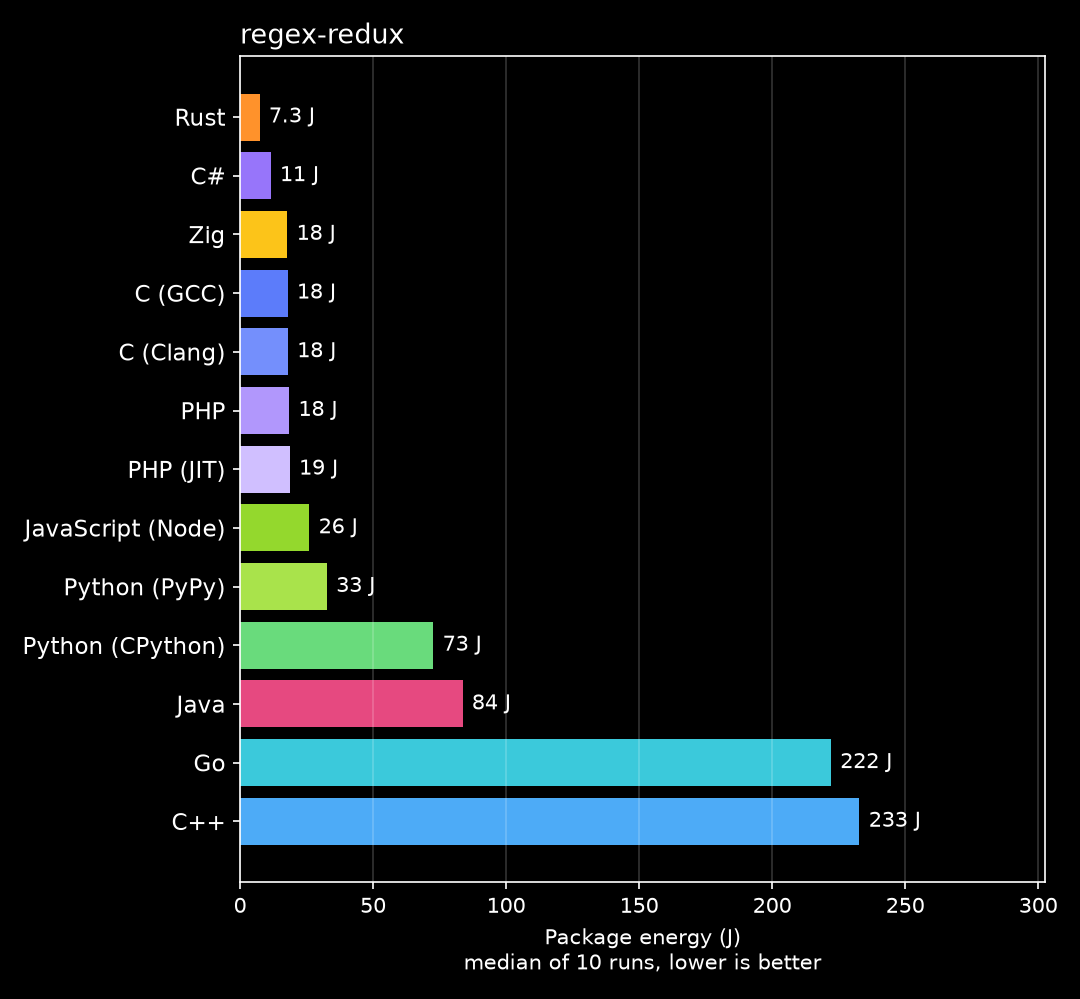 regex-redux
Rust 7.3 J
C# 11 J
Zig 18 J
C (GCC) 18 J
C (Clang) 18 J
PHP 18 J
PHP (JIT) 19 J
JavaScript (Node) 26 J
Python (PyPy) 33 J
Python (CPython) 73 J
Java 84 J
Go 222 J
C++ 233 J
0 50 100 150 200 250 300
Package energy (J)
median of 10 runs, lower is better